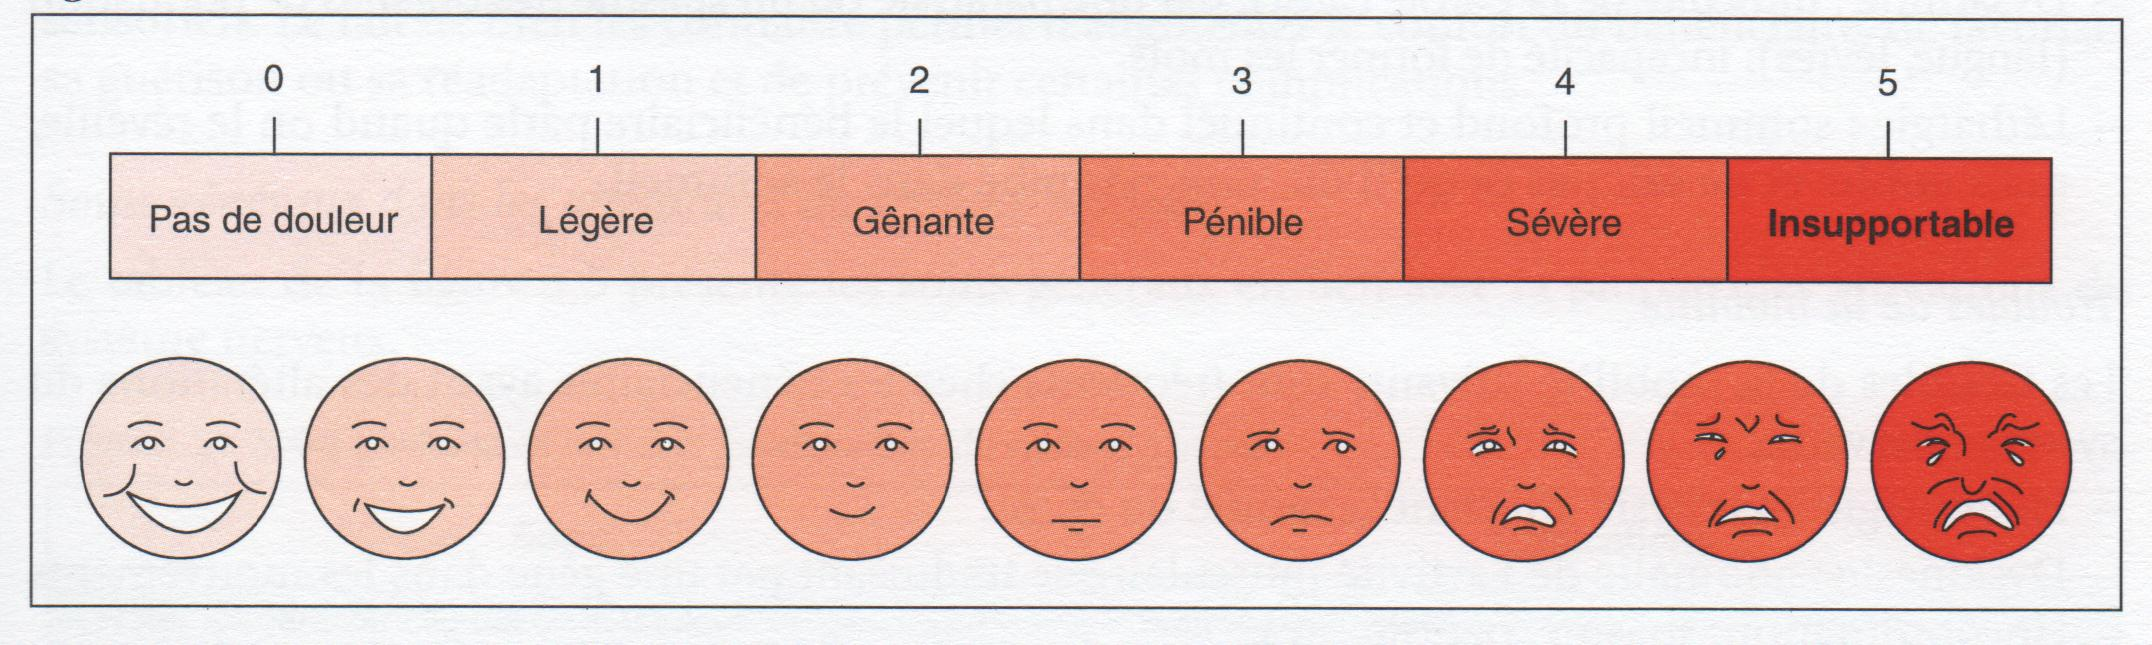 0 1 2 3 4 5
Pas de douleur Légère Gênante Pénible Sévère Insupportable